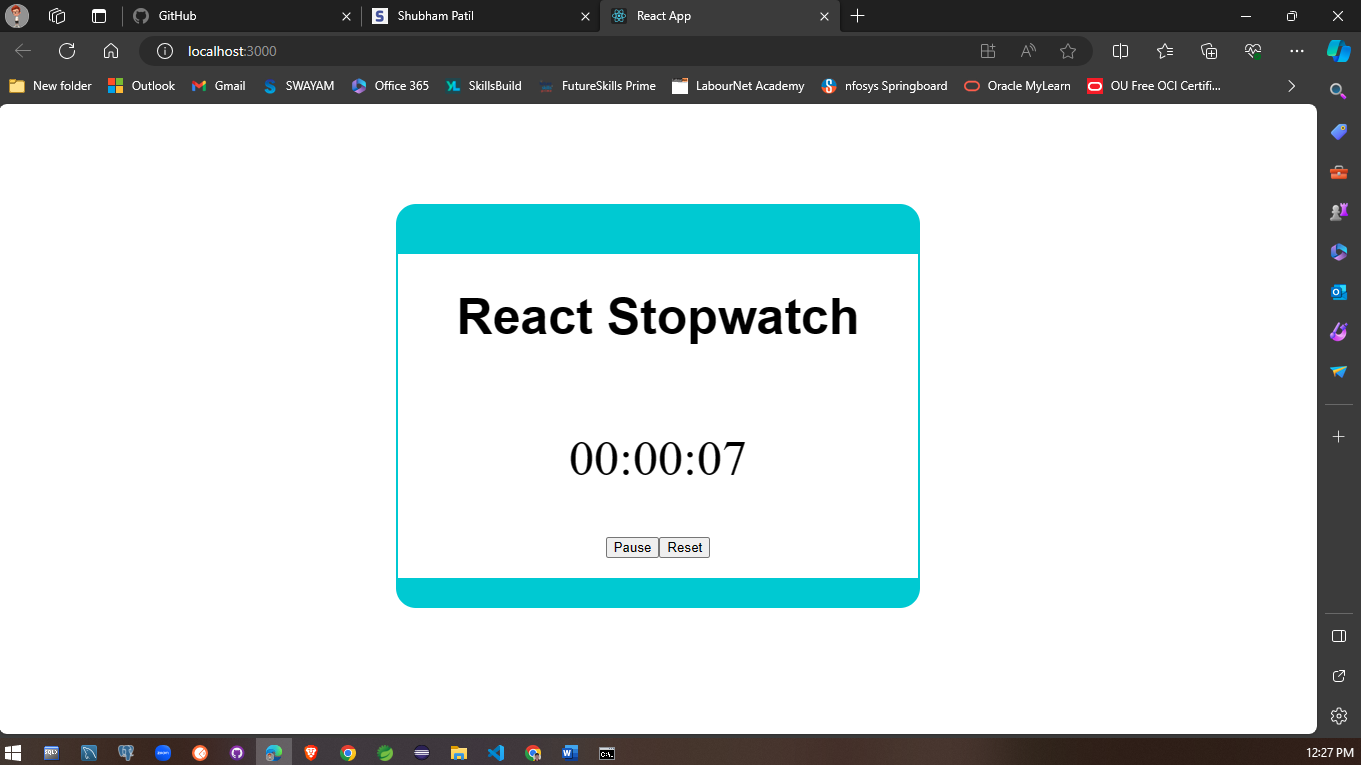 GitHub
Shubham Patil
React App
localhost:3000
New folder
Outlook
Gmail
SWAYAM
Office 365
SkillsBuild
FutureSkills Prime
LabourNet Academy
nfosys Springboard
Oracle MyLearn
OU Free OCI Certifi...
React Stopwatch
00:00:07
Pause Reset
12:27 PM